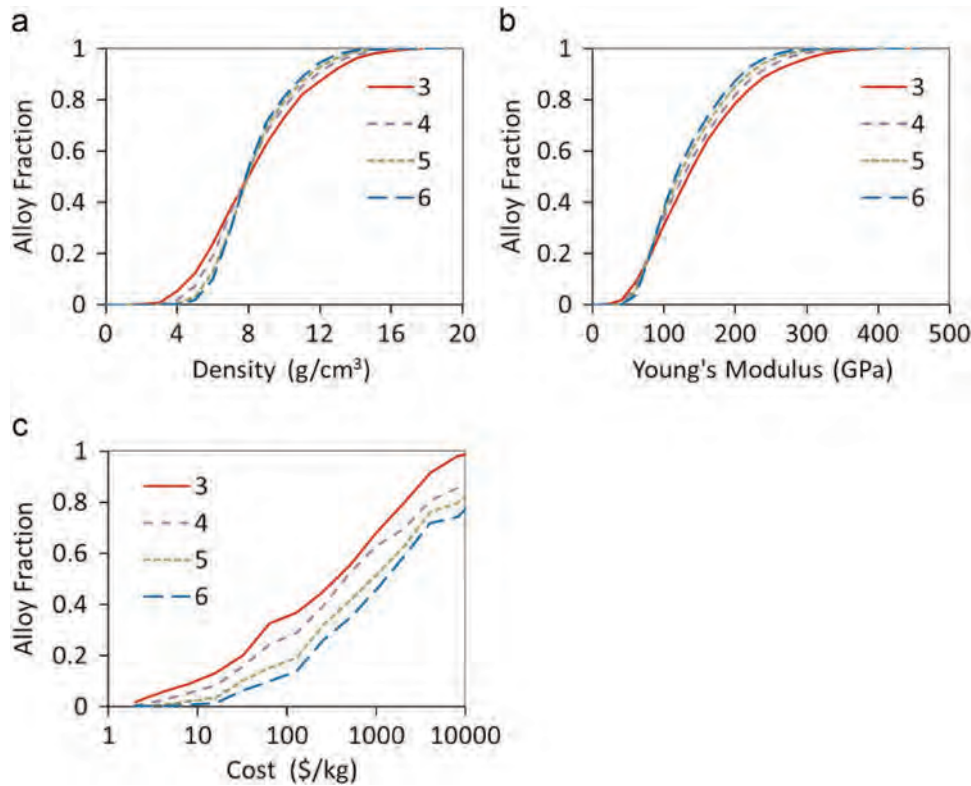 a
1
0.8
0.6
0.4
0.2
0
Alloy Fraction
3
4
5
6
0 4 8 12 16 20
Density (g/cm³)
b
1
0.8
0.6
0.4
0.2
0
Alloy Fraction
3
4
5
6
0 100 200 300 400 500
Young's Modulus (GPa)
c
1
0.8
0.6
0.4
0.2
0
Alloy Fraction
3
4
5
6
1 10 100 1000 10000
Cost ($/kg)